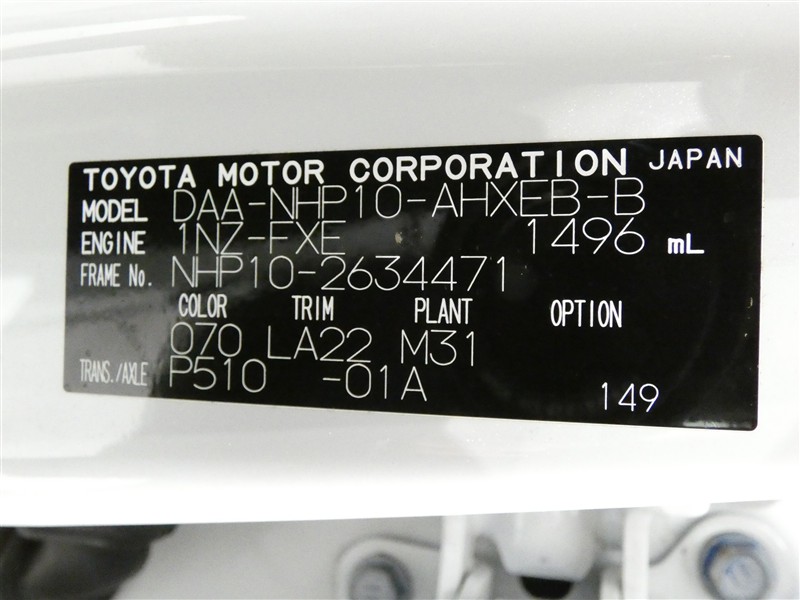 TOYOTA MOTOR CORPORATION JAPAN
MODEL DAA-NHP10-AHXEB-B
ENGINE 1NZ-FXE 1496 mL
FRAME No. NHP10-2634471
COLOR TRIM PLANT OPTION
070 LA22 M31
TRANS./AXLE P510 -01A 149